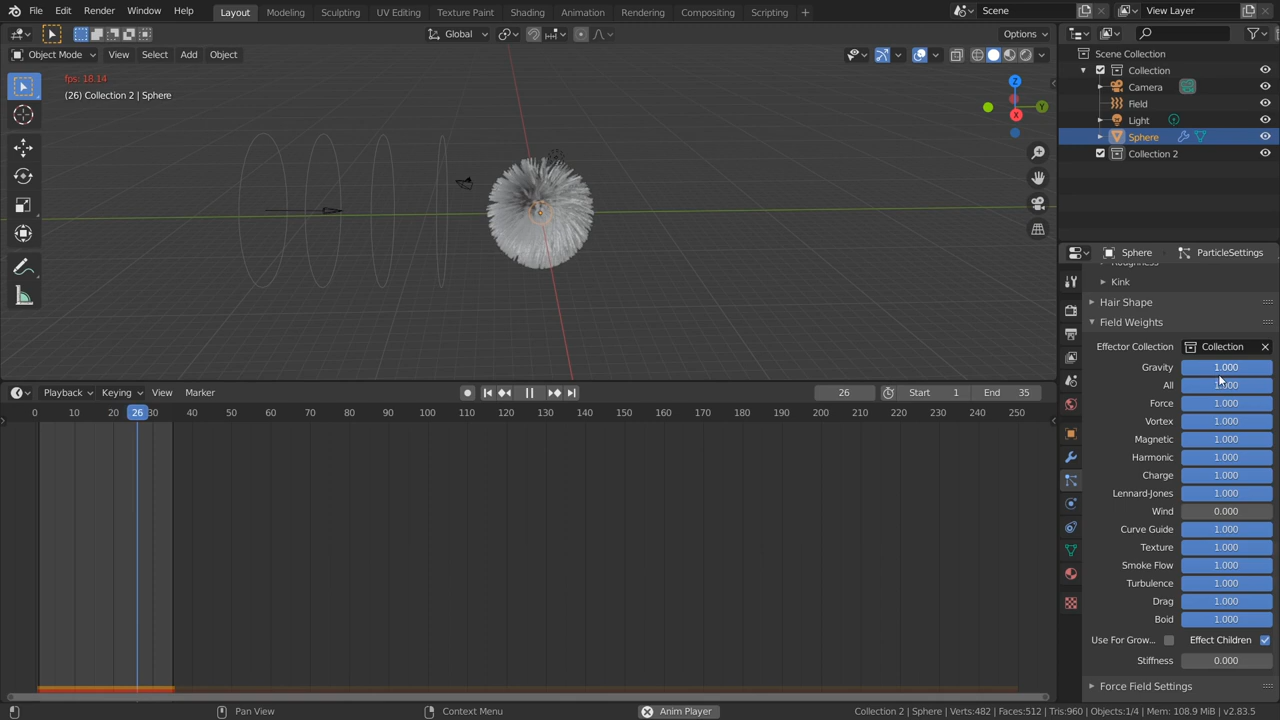 File Edit Render Window Help Layout Modeling Sculpting UV Editing Texture Paint Shading Animation Rendering Compositing Scripting + Scene View Layer
Global Options
Object Mode View Select Add Object
fps: 18.14
(26) Collection 2 | Sphere
Z
Y
X
Scene Collection
Collection
Camera
Field
Light
Sphere
Collection 2
Sphere > ParticleSettings
Kink
Hair Shape
Field Weights
Effector Collection Collection
Gravity 1.000
All 1.000
Force 1.000
Vortex 1.000
Magnetic 1.000
Harmonic 1.000
Charge 1.000
Lennard-Jones 1.000
Wind 0.000
Curve Guide 1.000
Texture 1.000
Smoke Flow 1.000
Turbulence 1.000
Drag 1.000
Boid 1.000
Use For Grow... Effect Children
Stiffness 0.000
Force Field Settings
Playback Keying View Marker 26 Start 1 End 35
0 10 20 26 30 40 50 60 70 80 90 100 110 120 130 140 150 160 170 180 190 200 210 220 230 240 250
Pan View Context Menu Anim Player Collection 2 | Sphere | Verts:482 | Faces:512 | Tris:960 | Objects:1/4 | Mem: 108.9 MiB | v2.83.5